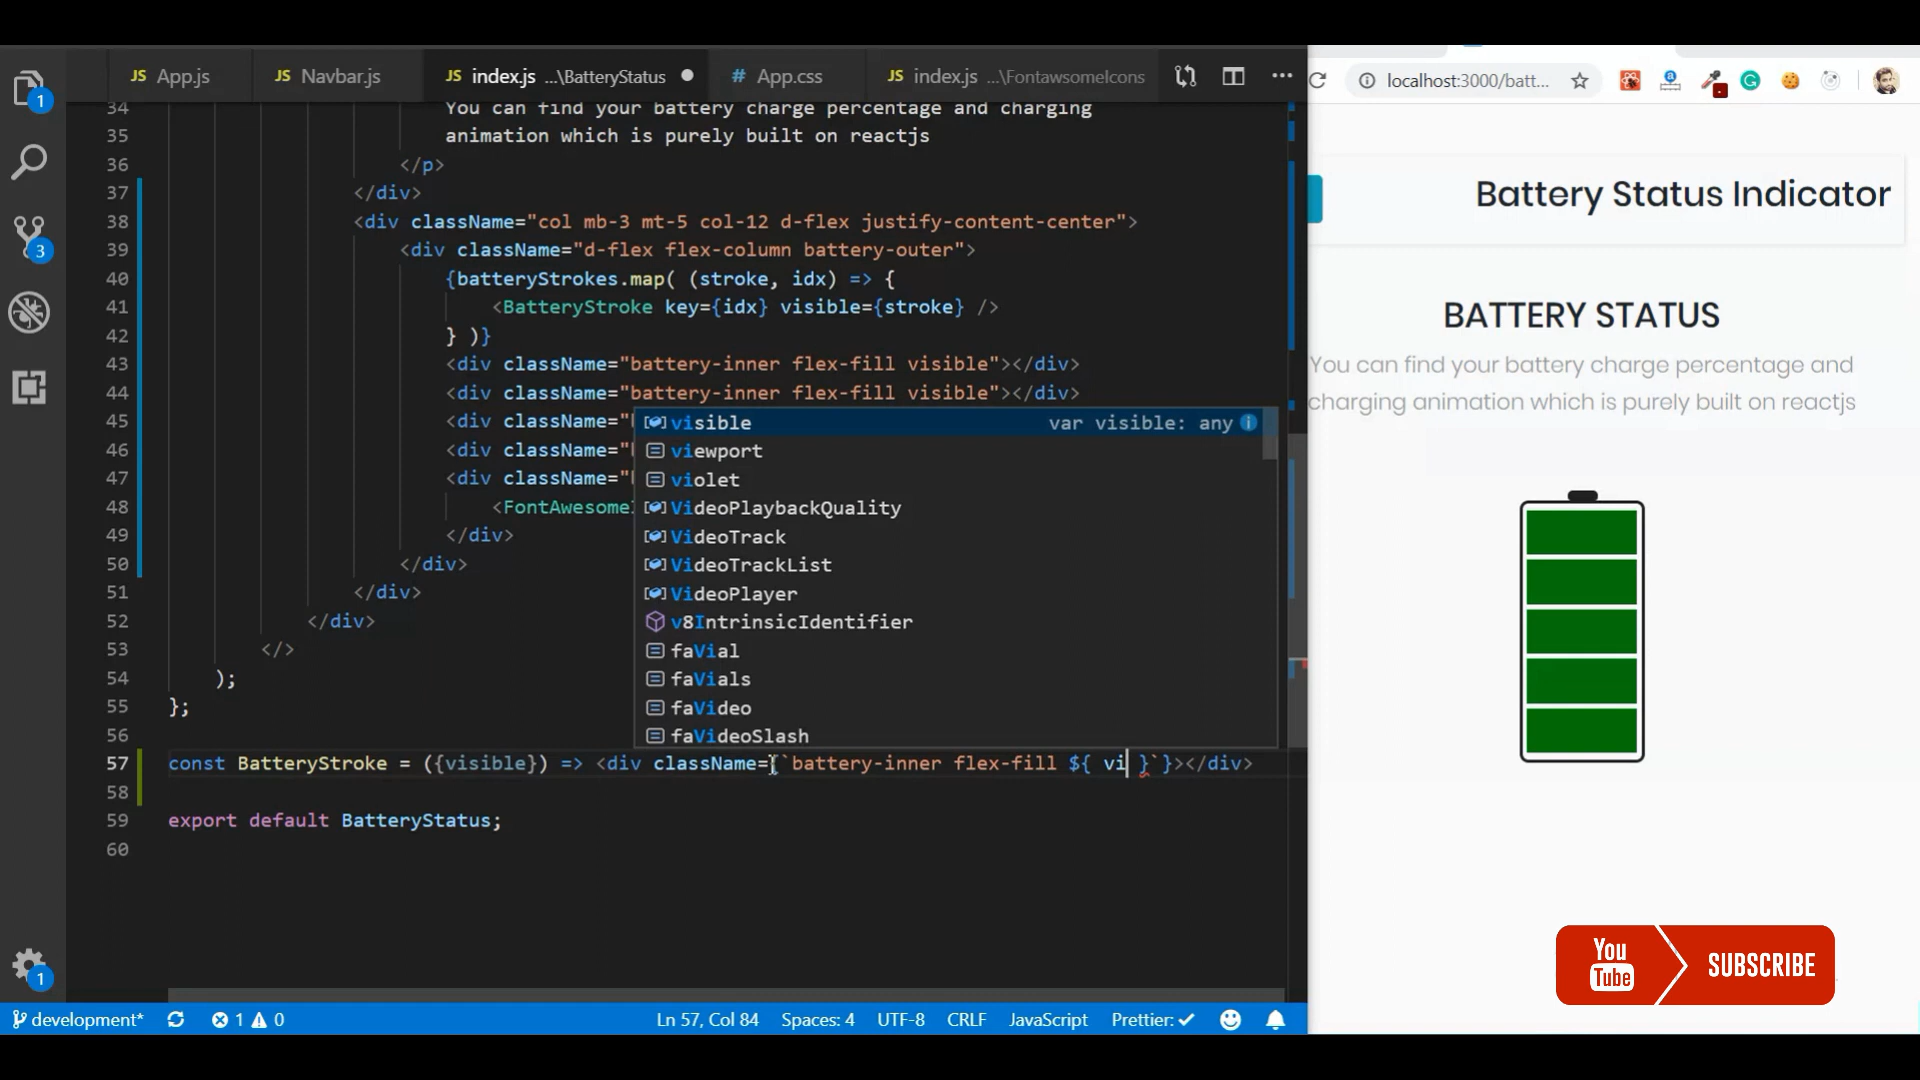 JS App.js
JS Navbar.js
JS index.js ...\BatteryStatus
# App.css
JS index.js ...\FontawsomeIcons
34 You can find your battery charge percentage and charging
35 animation which is purely built on reactjs
36 </p>
37 </div>
38 <div className="col mb-3 mt-5 col-12 d-flex justify-content-center">
39 <div className="d-flex flex-column battery-outer">
40 {batteryStrokes.map( (stroke, idx) => {
41 <BatteryStroke key={idx} visible={stroke} />
42 } )}
43 <div className="battery-inner flex-fill visible"></div>
44 <div className="battery-inner flex-fill visible"></div>
45 <div className="
46 <div className="
47 <div className="
48 <FontAwesome
49 </div>
50 </div>
51 </div>
52 </div>
53 </>
54 );
55 };
56
57 const BatteryStroke = ({visible}) => <div className={`battery-inner flex-fill ${ vi }`}></div>
58
59 export default BatteryStatus;
60
visible var visible: any
viewport
violet
VideoPlaybackQuality
VideoTrack
VideoTrackList
VideoPlayer
v8IntrinsicIdentifier
faVial
faVials
faVideo
faVideoSlash
1
3
1
development*
1 0
Ln 57, Col 84
Spaces: 4
UTF-8
CRLF
JavaScript
Prettier:
localhost:3000/batt...
Battery Status Indicator
BATTERY STATUS
You can find your battery charge percentage and
charging animation which is purely built on reactjs
You
Tube
SUBSCRIBE